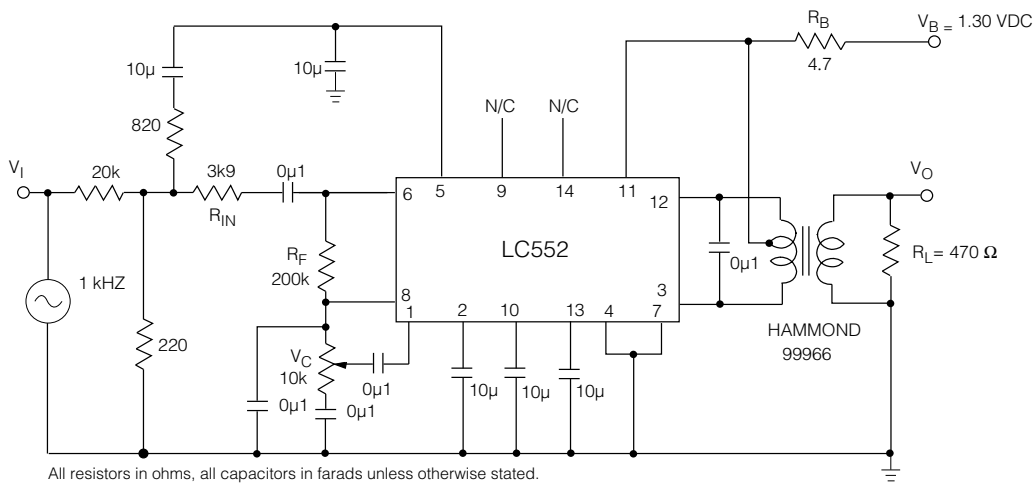 R_B
V_B = 1.30 VDC
4.7
10µ
10µ
820
N/C
N/C
V_I
20k
3k9
R_IN
0µ1
6
5
9
14
11
12
V_O
LC552
0µ1
R_L= 470 Ω
R_F
200k
1 kHZ
8
1
2
10
13
4
7
3
HAMMOND
99966
220
V_C
10k
0µ1
0µ1
0µ1
10µ
10µ
10µ
All resistors in ohms, all capacitors in farads unless otherwise stated.